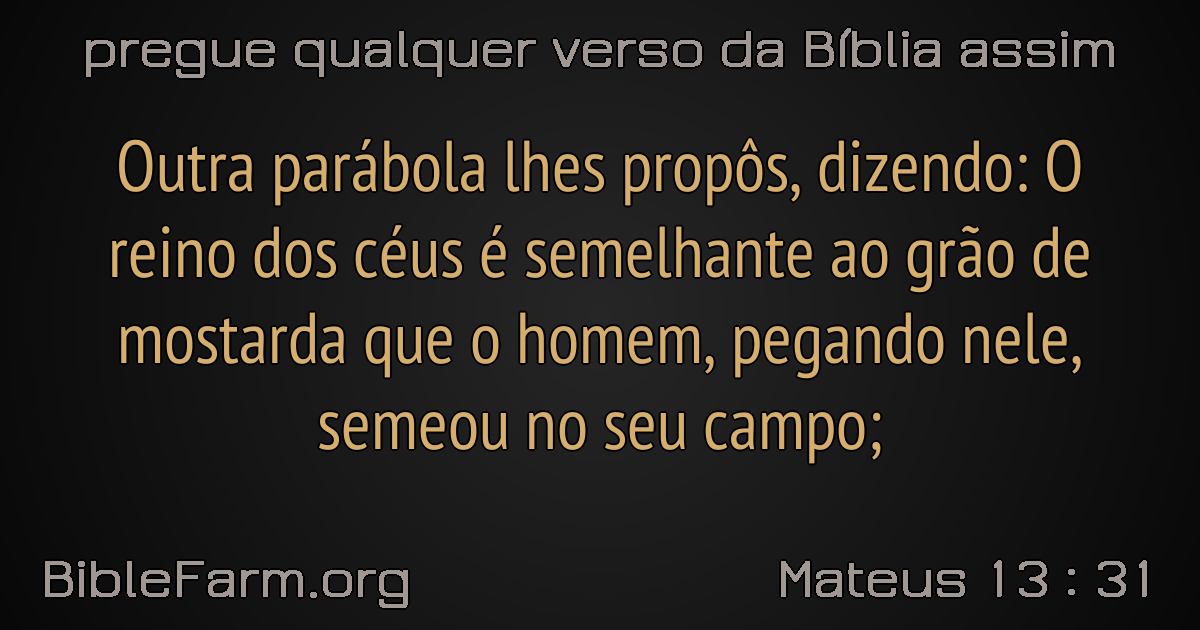 pregue qualquer verso da Bíblia assim
Outra parábola lhes propôs, dizendo: O
reino dos céus é semelhante ao grão de
mostarda que o homem, pegando nele,
semeou no seu campo;
BibleFarm.org
Mateus 13 : 31